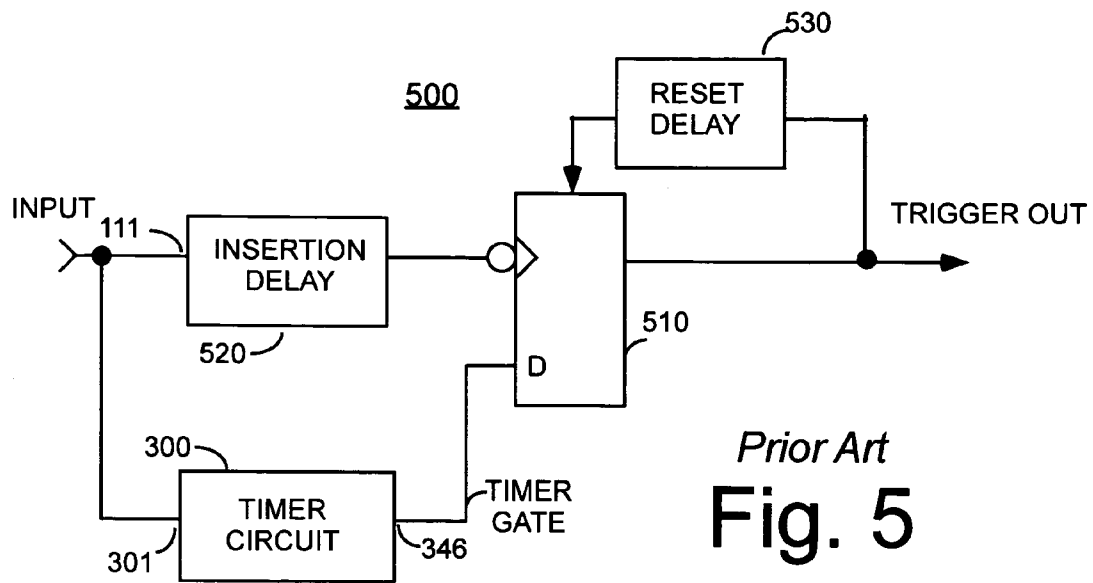 530
500
RESET
DELAY
INPUT
111
TRIGGER OUT
INSERTION
DELAY
510
520
D
300
Prior Art
TIMER
CIRCUIT
TIMER
GATE
Fig. 5
301
346